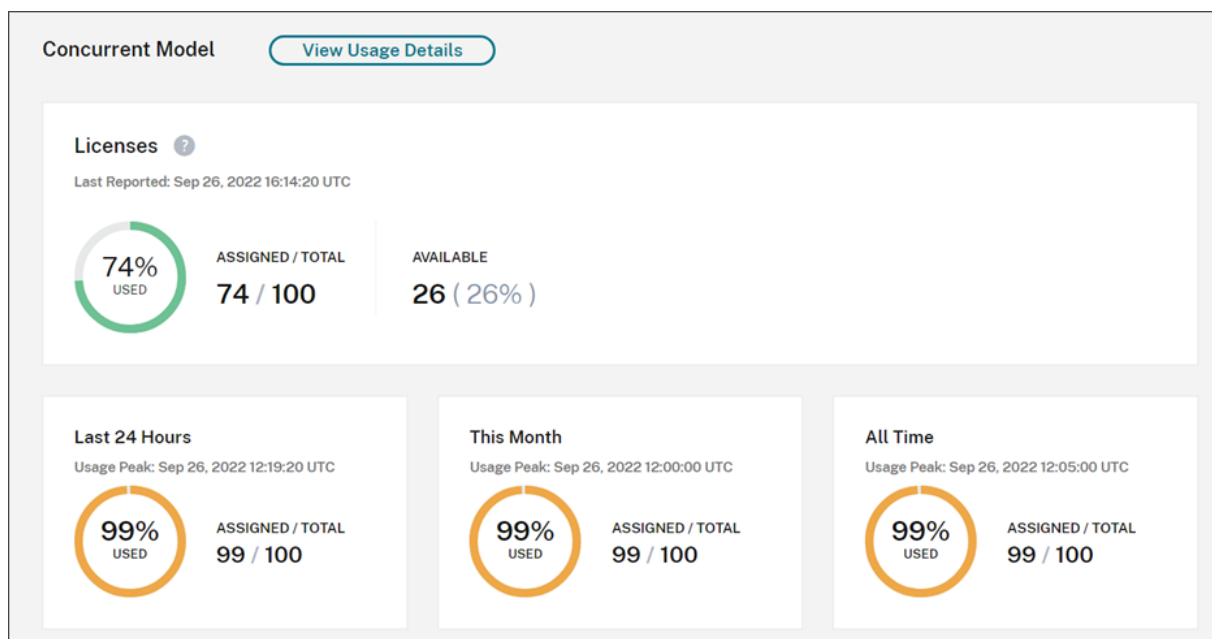 Concurrent Model
View Usage Details
Licenses ?
Last Reported: Sep 26, 2022 16:14:20 UTC
74%
USED
ASSIGNED / TOTAL
74 / 100
AVAILABLE
26 ( 26% )
Last 24 Hours
Usage Peak: Sep 26, 2022 12:19:20 UTC
99%
USED
ASSIGNED / TOTAL
99 / 100
This Month
Usage Peak: Sep 26, 2022 12:00:00 UTC
99%
USED
ASSIGNED / TOTAL
99 / 100
All Time
Usage Peak: Sep 26, 2022 12:05:00 UTC
99%
USED
ASSIGNED / TOTAL
99 / 100